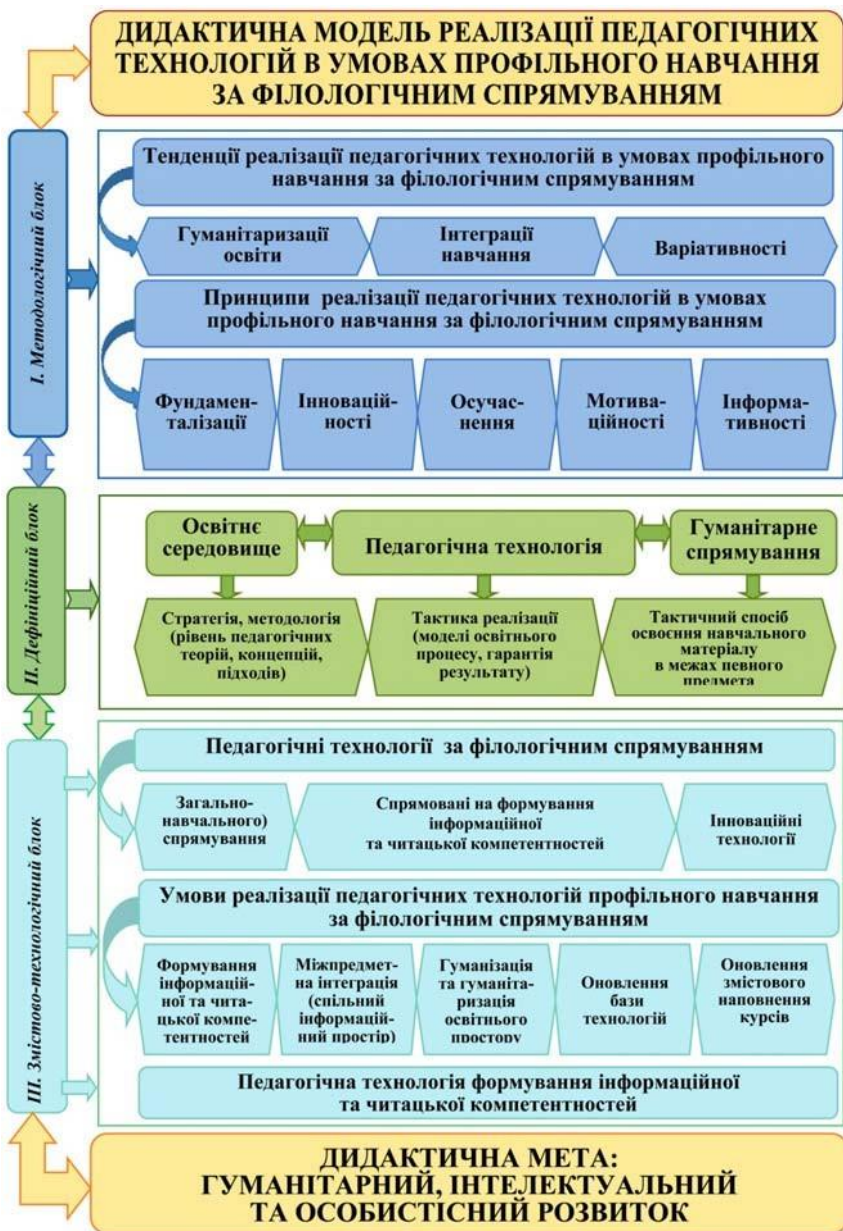 ДИДАКТИЧНА МОДЕЛЬ РЕАЛІЗАЦІЇ ПЕДАГОГІЧНИХ
ТЕХНОЛОГІЙ В УМОВАХ ПРОФІЛЬНОГО НАВЧАННЯ
ЗА ФІЛОЛОГІЧНИМ СПРЯМУВАННЯМ
І. Методологічний блок
Тенденції реалізації педагогічних технологій в умовах профільного
навчання за філологічним спрямуванням
Гуманітаризації
освіти
Інтеграції
навчання
Варіативності
Принципи реалізації педагогічних технологій в умовах
профільного навчання за філологічним спрямуванням
Фундамен-
талізації
Інновацій-
ності
Осучас-
нення
Мотива-
ційності
Інформа-
тивності
ІІ. Дефініційний блок
Освітнє
середовище
Педагогічна технологія
Гуманітарне
спрямування
Стратегія, методологія
(рівень педагогічних
теорій, концепцій,
підходів)
Тактика реалізації
(моделі освітнього
процесу, гарантія
результату)
Тактичний спосіб
освоєння навчального
матеріалу
в межах певного
предмета
ІІІ. Змістово-технологічний блок
Педагогічні технології за філологічним спрямуванням
Загально-
навчального)
спрямування
Спрямовані на формування
інформаційної
та читацької компетентностей
Інноваційні
технології
Умови реалізації педагогічних технологій профільного навчання
за філологічним спрямуванням
Формування
інформацій-
ної та чита-
цької компе-
тентностей
Міжпредмет-
на інтеграція
(спільний
інформацій-
ний простір)
Гуманізація
та гуманіта-
ризація
освітнього
простору
Оновлення
бази
технологій
Оновлення
змістового
наповнення
курсів
Педагогічна технологія формування інформаційної
та читацької компетентностей
ДИДАКТИЧНА МЕТА:
ГУМАНІТАРНИЙ, ІНТЕЛЕКТУАЛЬНИЙ
ТА ОСОБИСТІСНИЙ РОЗВИТОК